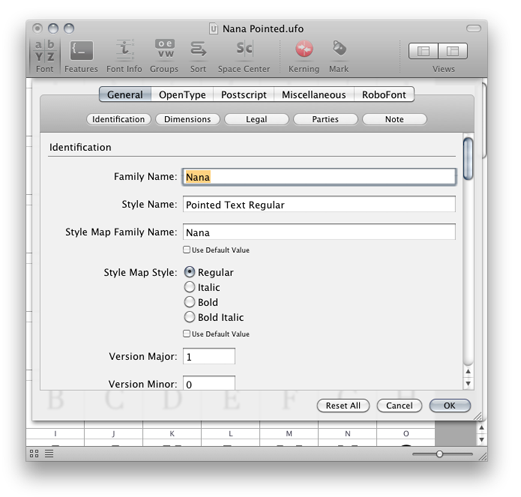 Nana Pointed.ufo
a b e Sc
Y Z v w
Font Features Font Info Groups Sort Space Center Kerning Mark Views
General OpenType Postscript Miscellaneous RoboFont
Identification Dimensions Legal Parties Note
Identification
Family Name: Nana
Style Name: Pointed Text Regular
Style Map Family Name: Nana
Use Default Value
Style Map Style: Regular
Italic
Bold
Bold Italic
Use Default Value
Version Major: 1
Version Minor: 0
B C D E F G H
Reset All Cancel OK
I J K L M N O